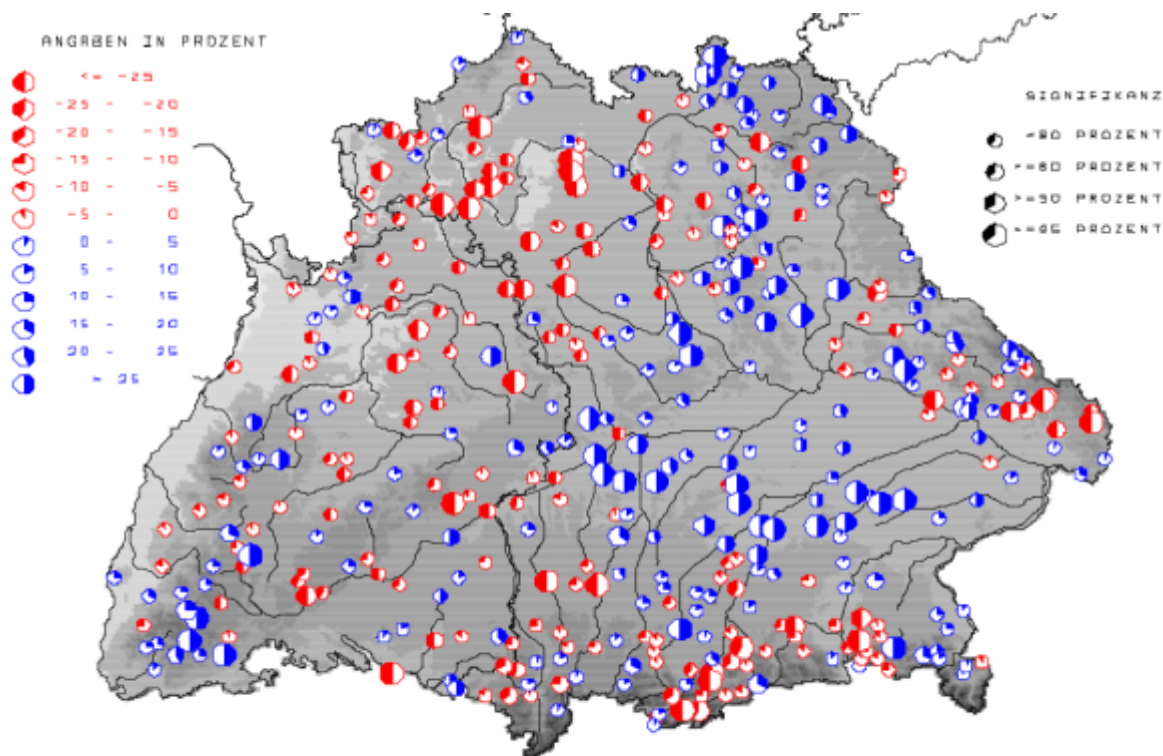 ANGABEN IN PROZENT
<= -25
-25 - -20
-20 - -15
-15 - -10
-10 - -5
-5 - 0
0 - 5
5 - 10
10 - 15
15 - 20
20 - 25
> 25
SIGNIFIKANZ
<80 PROZENT
>=80 PROZENT
>=90 PROZENT
>=95 PROZENT